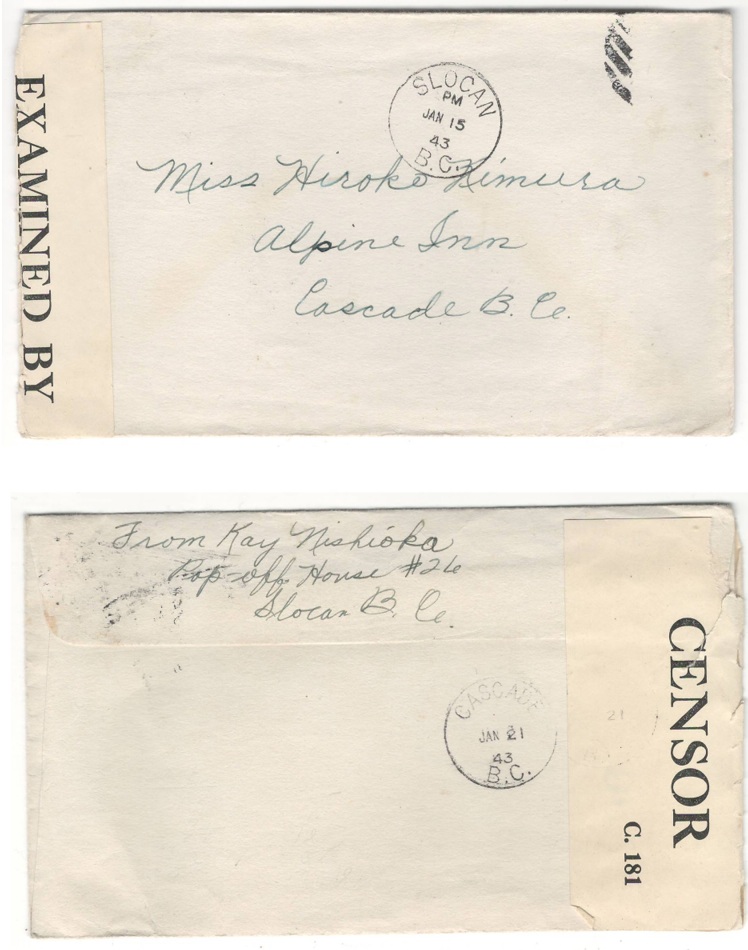 EXAMINED BY
SLOCAN
PM
JAN 15
43
B.C.
Miss Hiroko Kimura
Alpine Inn
Cascade B. C.
From Kay Nishioka
Pop off House #26
Slocan B. C.
CASCADE
JAN 21
43
B.C.
21
CENSOR
C. 181